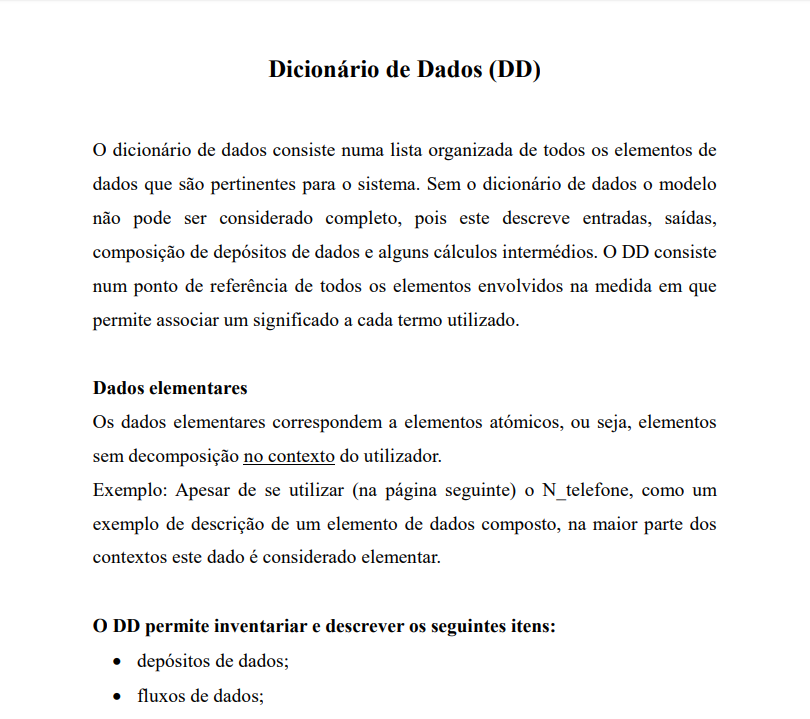 Dicionário de Dados (DD)
O dicionário de dados consiste numa lista organizada de todos os elementos de
dados que são pertinentes para o sistema. Sem o dicionário de dados o modelo
não pode ser considerado completo, pois este descreve entradas, saídas,
composição de depósitos de dados e alguns cálculos intermédios. O DD consiste
num ponto de referência de todos os elementos envolvidos na medida em que
permite associar um significado a cada termo utilizado.
Dados elementares
Os dados elementares correspondem a elementos atómicos, ou seja, elementos
sem decomposição no contexto do utilizador.
Exemplo: Apesar de se utilizar (na página seguinte) o N_telefone, como um
exemplo de descrição de um elemento de dados composto, na maior parte dos
contextos este dado é considerado elementar.
O DD permite inventariar e descrever os seguintes itens:
• depósitos de dados;
• fluxos de dados;